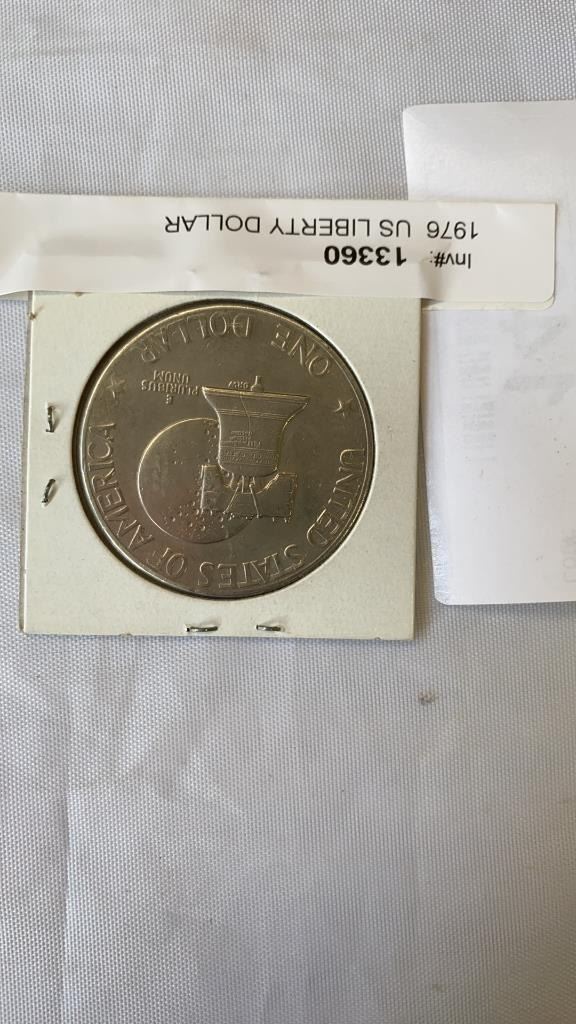 Inv#: 13360
1976 US LIBERTY DOLLAR
UNITED STATES OF AMERICA
E
PLURIBUS
UNUM
ONE DOLLAR